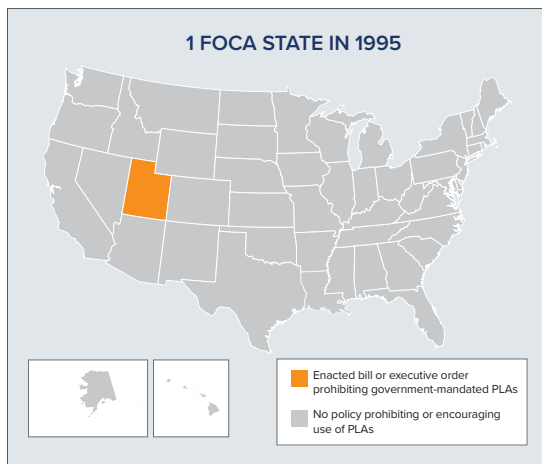 1 FOCA STATE IN 1995
Enacted bill or executive order
prohibiting government-mandated PLAs
No policy prohibiting or encouraging
use of PLAs